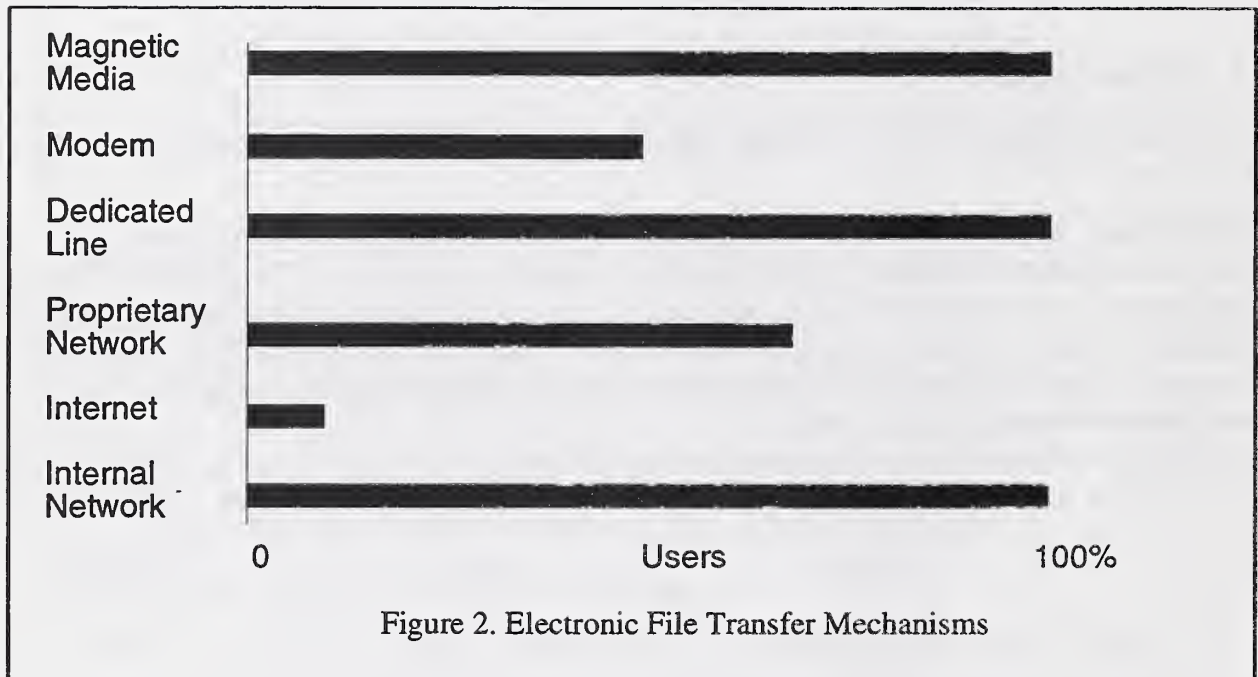 Magnetic
Media
Modem
Dedicated
Line
Proprietary
Network
Internet
Internal
Network
0 Users 100%
Figure 2. Electronic File Transfer Mechanisms